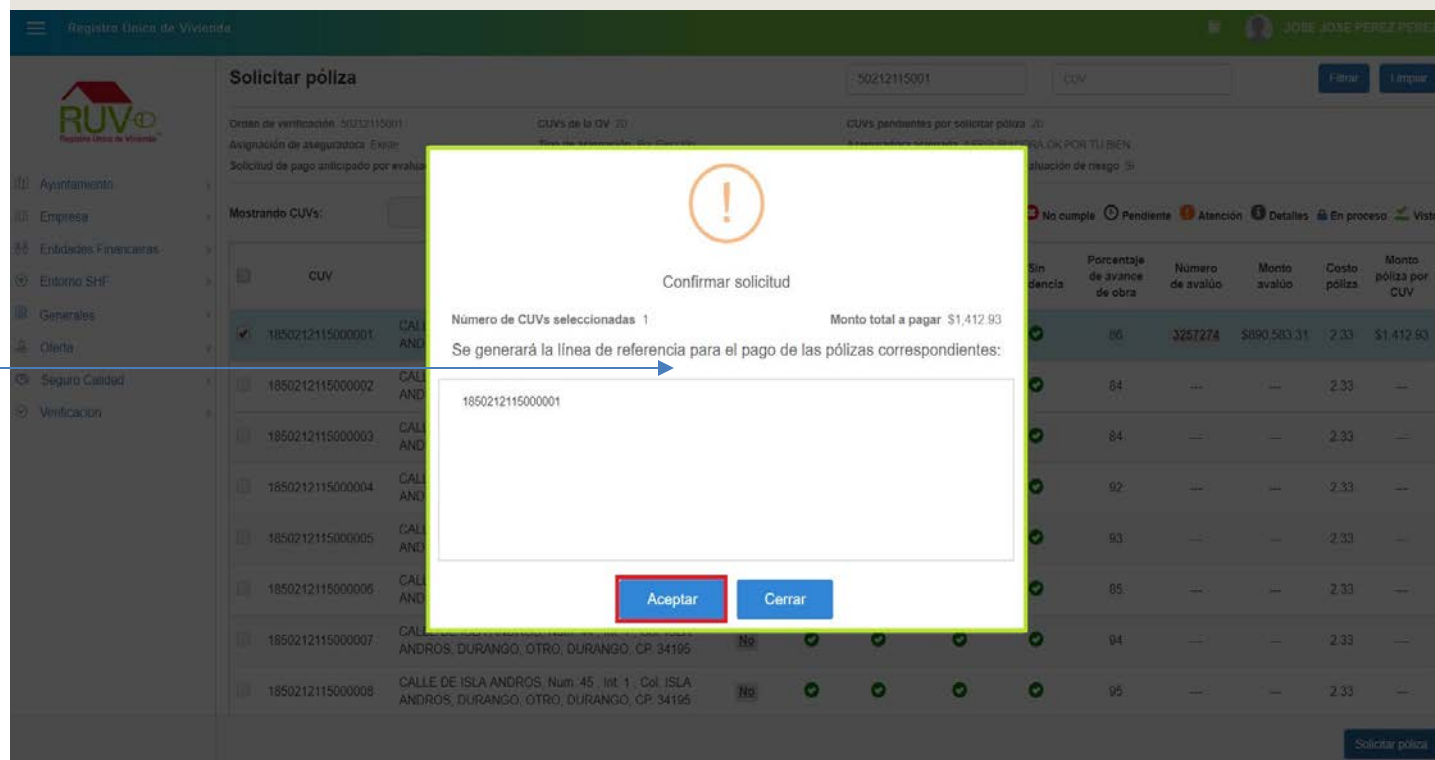 Registro Único de Vivienda
JOSE JOSE PEREZ PEREZ
RUV
Registro Único de Vivienda
Ayuntamiento
Empresa
Entidades Financieras
Entorno SHF
Generales
Oferta
Seguro Calidad
Verificacion
Solicitar póliza
50212115001
CUV
Filtrar
Limpiar
Orden de verificación 50212115001
CUVs de la OV 20
CUVs pendientes por solicitar póliza 20
Asignación de aseguradora
POR TU BIEN
Solicitud de pago anticipado por
de riesgo Si
Mostrando CUVs:
No cumple Pendiente Atención Detalles En proceso
CUV
Sin
Porcentaje de avance de obra
Número de avalúo
Monto avalúo
Costo póliza
Monto póliza por CUV
1850212115000001 86 3257274 $890,583.31 2.33 $1,412.93
1850212115000002 84 --- --- 2.33 ---
1850212115000003 84 --- --- 2.33 ---
1850212115000004 92 --- --- 2.33 ---
1850212115000005 93 --- --- 2.33 ---
1850212115000006 85 --- --- 2.33 ---
1850212115000007 No 94 --- --- 2.33 ---
ANDROS, DURANGO, OTRO, DURANGO, CP. 34195
1850212115000008 CALLE DE ISLA ANDROS, Num. 45 , Int. 1 , Col. ISLA No 95 --- --- 2.33 ---
ANDROS, DURANGO, OTRO, DURANGO, CP. 34195
Solicitar póliza
!
Confirmar solicitud
Número de CUVs seleccionadas 1
Monto total a pagar $1,412.93
Se generará la línea de referencia para el pago de las pólizas correspondientes:
1850212115000001
Aceptar
Cerrar